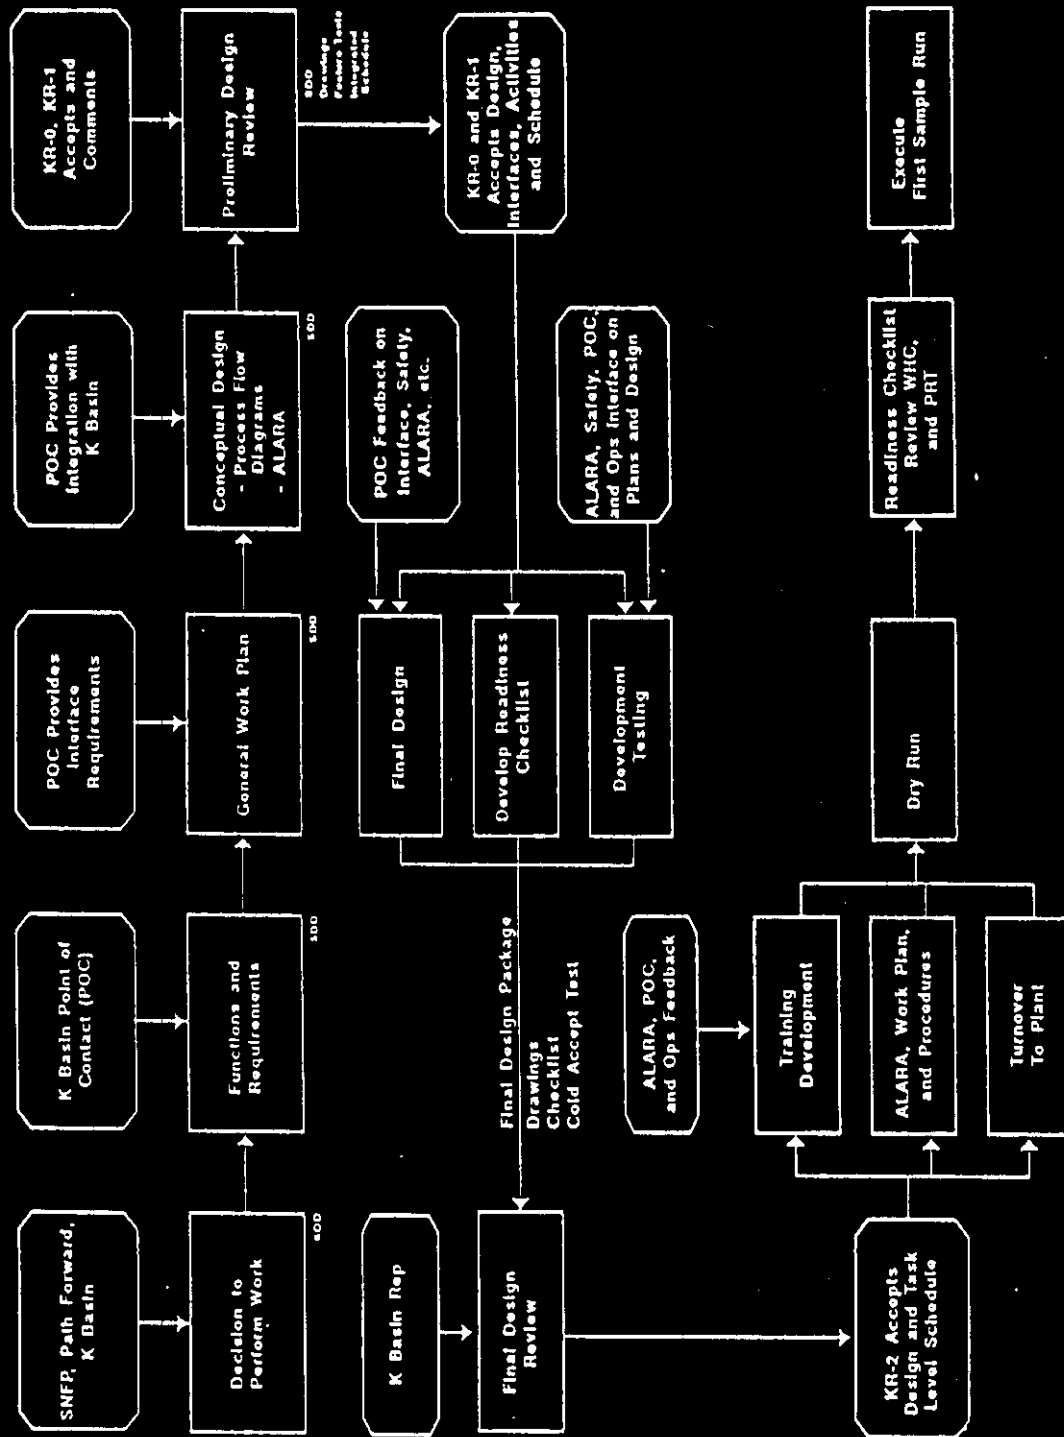 SNFP, Path Forward,
K Basin
K Basin Point of
Contact (POC)
POC Provides
Interface
Requirements
POC Provides
Integration with
K Basin
KR-0, KR-1
Accepts and
Comments
Decision to
Perform Work
SDD
Functions and
Requirements
SDD
General Work Plan
SDD
Conceptual Design
- Process Flow
Diagrams
- ALARA
SDD
Preliminary Design
Review
SDD
Drawings
Feature Tests
Integrated
Schedule
K Basin Rep
POC Feedback on
Interface, Safety,
ALARA, etc.
KR-0 and KR-1
Accepts Design,
Interfaces, Activities
and Schedule
Final Design
Review
Final Design Package
Drawings
Checklist
Cold Accept Test
Final Design
Develop Readiness
Checklist
Development
Testing
ALARA, Safety, POC,
and Ops Interface on
Plans and Design
ALARA, POC,
and Ops Feedback
KR-2 Accepts
Design and Task
Level Schedule
Training
Development
ALARA, Work Plan,
and Procedures
Turnover
To Plant
Dry Run
Readiness Checklist
Review WHC,
and PRT
Execute
First Sample Run